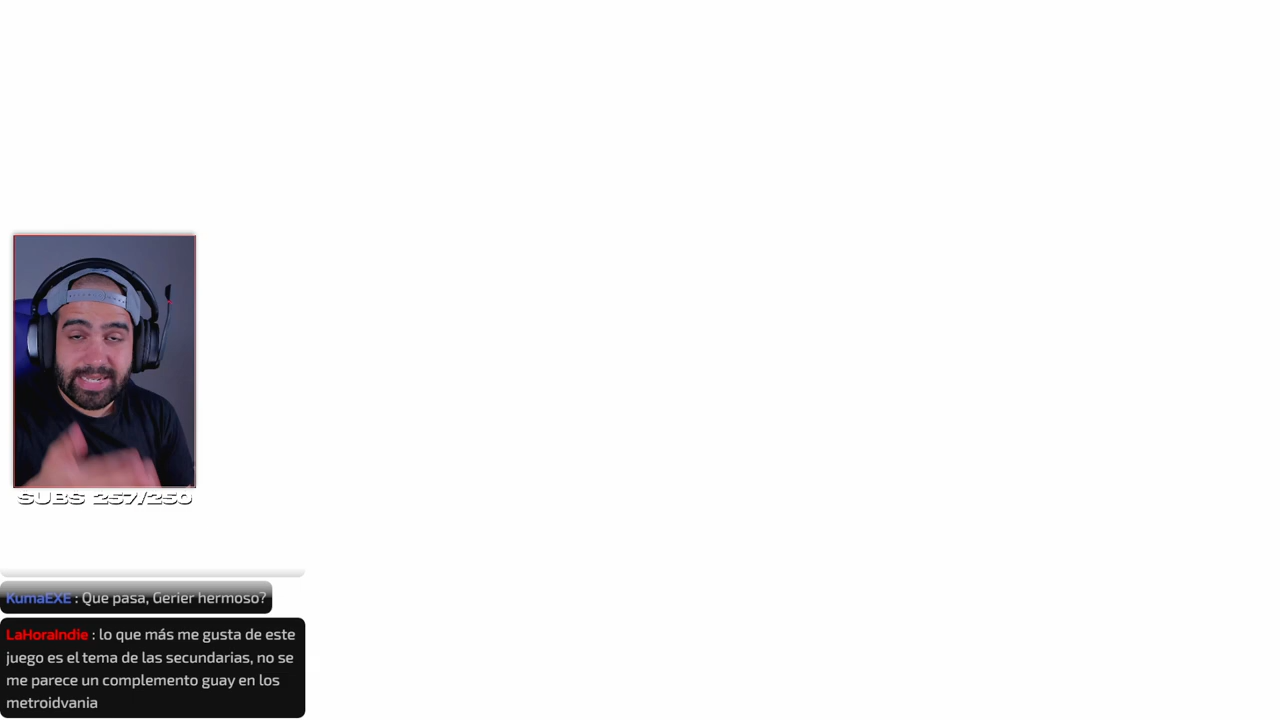 SUBS 257/250
KumaEXE : Que pasa, Gerier hermoso?
LaHoraIndie : lo que más me gusta de este
juego es el tema de las secundarias, no se
me parece un complemento guay en los
metroidvania